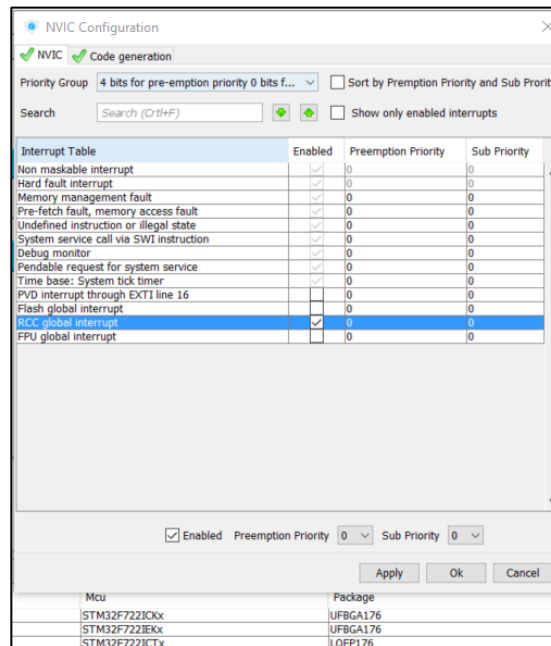 NVIC Configuration
NVIC Code generation
Priority Group 4 bits for pre-emption priority 0 bits f... Sort by Premption Priority and Sub Prorit
Search Search (Crtl+F) Show only enabled interrupts
Interrupt Table Enabled Preemption Priority Sub Priority
Non maskable interrupt 0 0
Hard fault interrupt 0 0
Memory management fault 0 0
Pre-fetch fault, memory access fault 0 0
Undefined instruction or illegal state 0 0
System service call via SWI instruction 0 0
Debug monitor 0 0
Pendable request for system service 0 0
Time base: System tick timer 0 0
PVD interrupt through EXTI line 16 0 0
Flash global interrupt 0 0
RCC global interrupt 0 0
FPU global interrupt 0 0
Enabled Preemption Priority 0 Sub Priority 0
Apply Ok Cancel
Mcu Package
STM32F722ICKx UFBGA176
STM32F722IEKx UFBGA176
STM32F722ICTx LQFP176